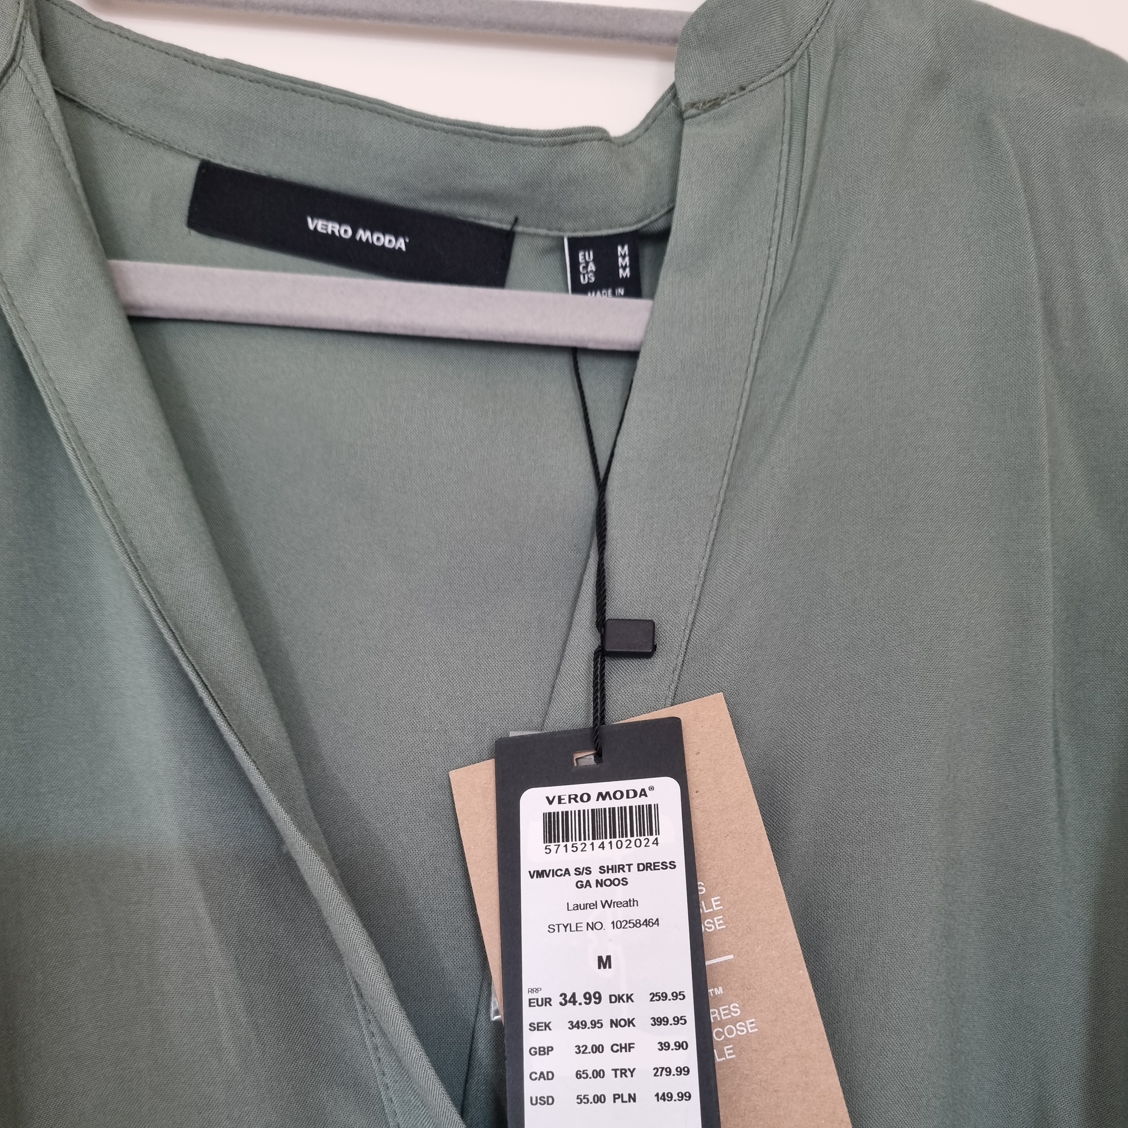 VERO MODA®
EU M
CA M
US M
MADE IN
VERO MODA®
5715214102024
VMVICA S/S SHIRT DRESS
GA NOOS
Laurel Wreath
STYLE NO. 10258464
M
RRP
EUR 34.99 DKK 259.95
SEK 349.95 NOK 399.95
GBP 32.00 CHF 39.90
CAD 65.00 TRY 279.99
USD 55.00 PLN 149.99